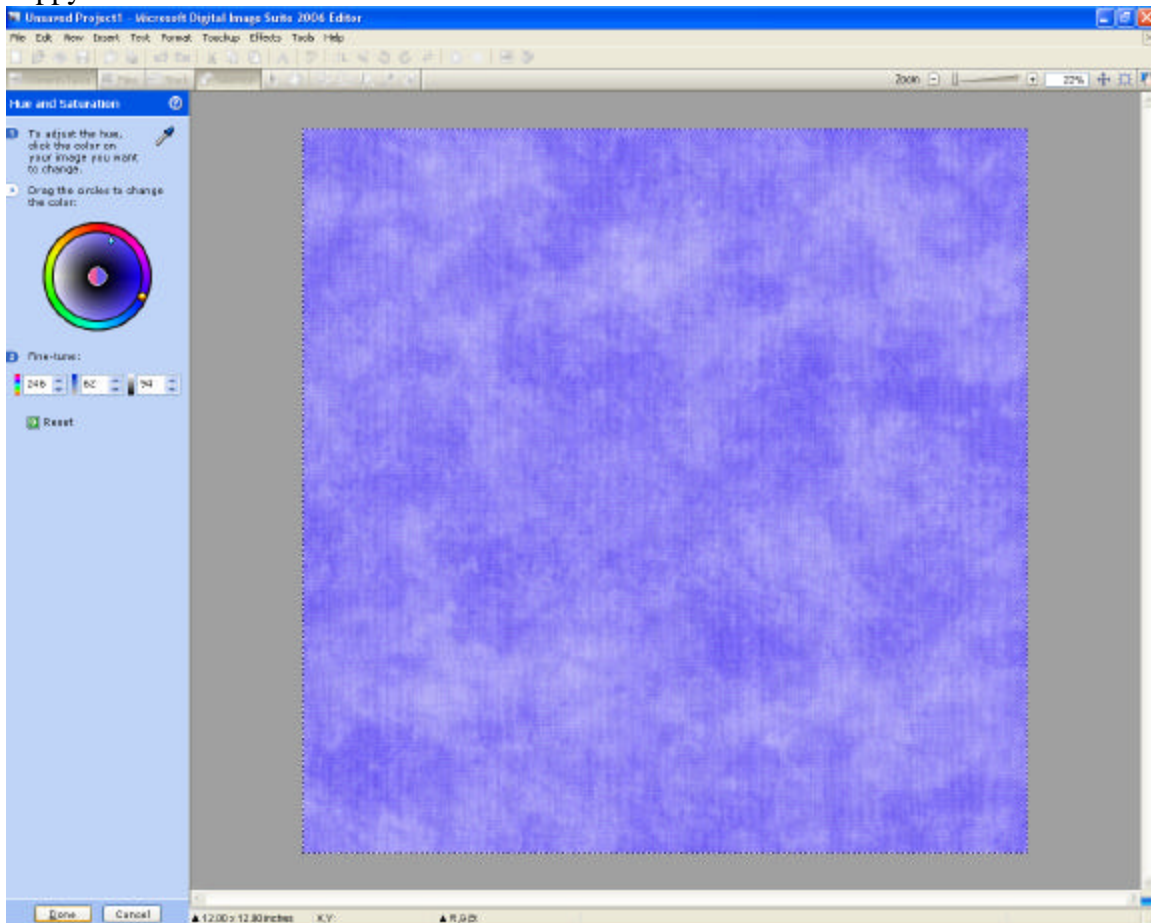 Unsaved Project1 - Microsoft Digital Image Suite 2006 Editor
File Edit View Insert Text Format Touchup Effects Tools Help
Zoom 22%
Hue and Saturation
To adjust the hue,
click the color on
your image you want
to change.
Drag the circles to change
the color:
Fine-tune:
246 62 94
Reset
Done Cancel
12.00 x 12.00 inches X,Y: R,G,B: